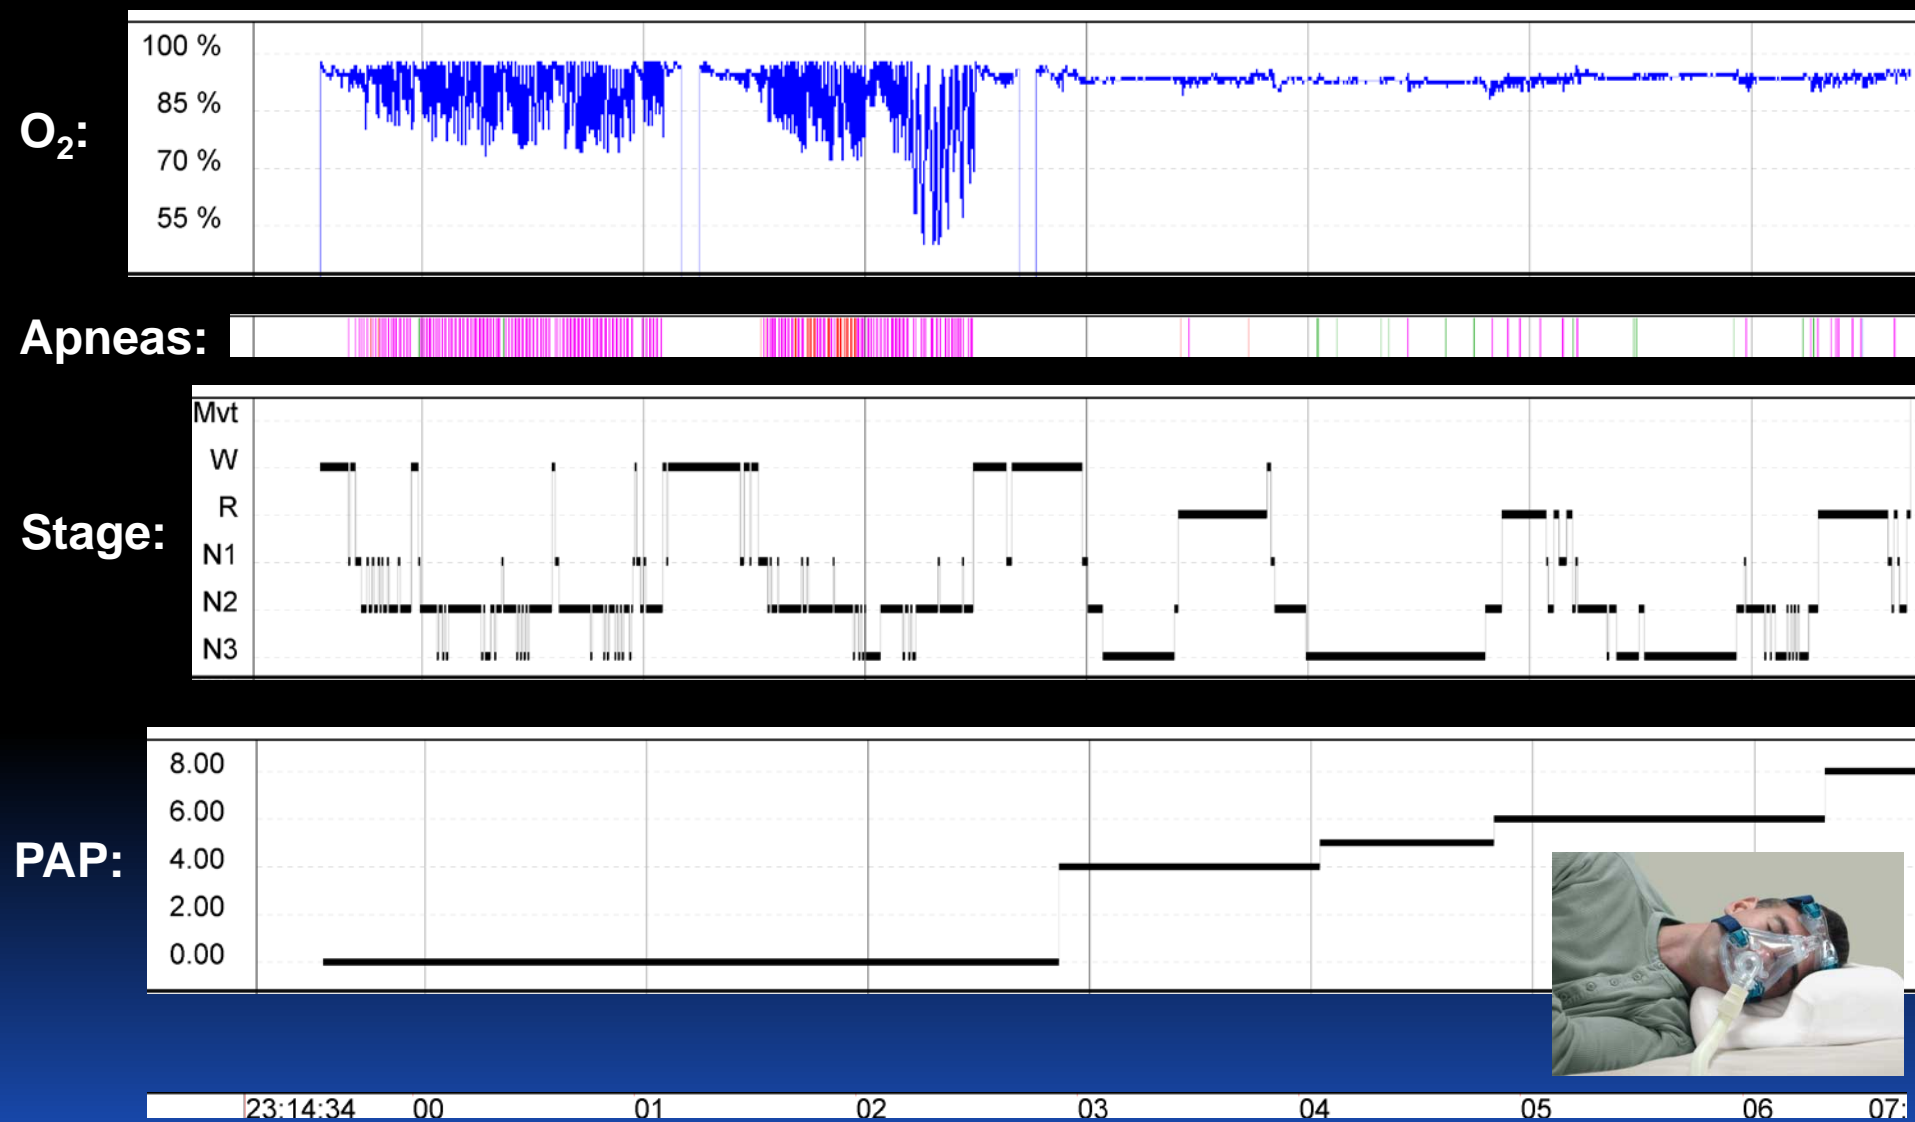 O2:
100 %
85 %
70 %
55 %
Apneas:
Stage:
Mvt
W
R
N1
N2
N3
PAP:
8.00
6.00
4.00
2.00
0.00
23:14:34 00 01 02 03 04 05 06 07: